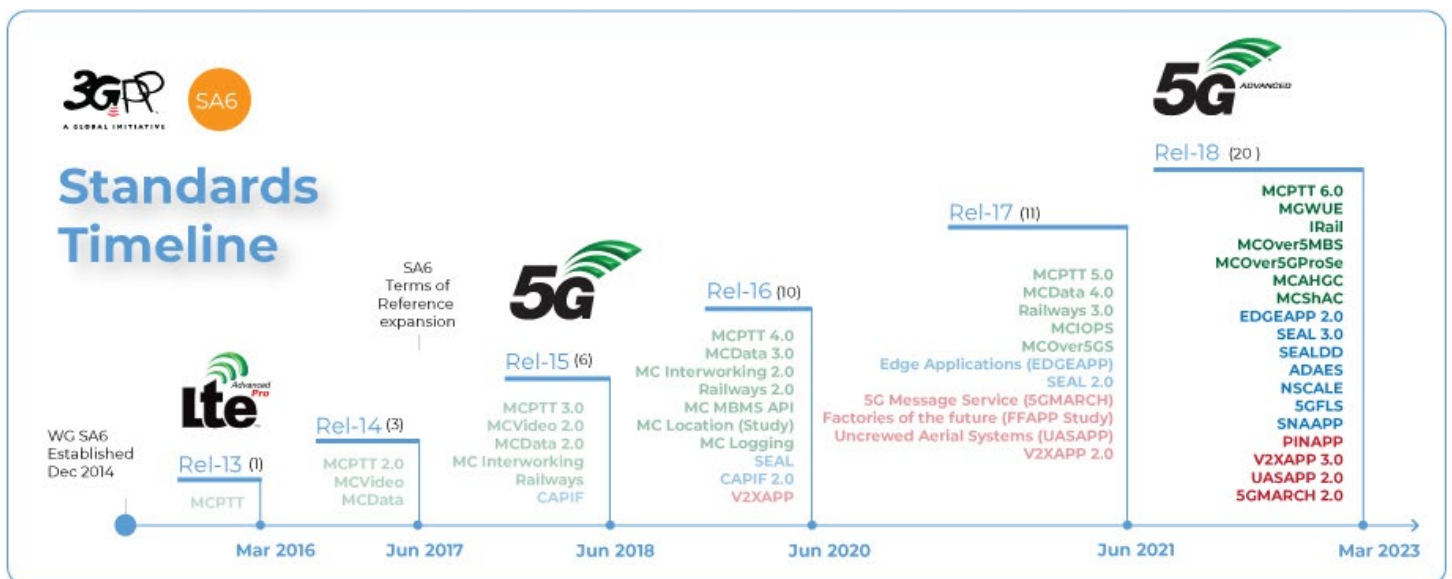 3GPP
A GLOBAL INITIATIVE
SA6
Standards
Timeline
WG SA6
Established
Dec 2014
Lte
Advanced
Pro
Rel-13 (1)
MCPTT
Rel-14 (3)
MCPTT 2.0
MCVideo
MCData
SA6
Terms of
Reference
expansion
5G
Rel-15 (6)
MCPTT 3.0
MCVideo 2.0
MCData 2.0
MC Interworking
Railways
CAPIF
Rel-16 (10)
MCPTT 4.0
MCData 3.0
MC Interworking 2.0
Railways 2.0
MC MBMS API
MC Location (Study)
MC Logging
SEAL
CAPIF 2.0
V2XAPP
Rel-17 (11)
MCPTT 5.0
MCData 4.0
Railways 3.0
MCIOPS
MCOver5GS
Edge Applications (EDGEAPP)
SEAL 2.0
5G Message Service (5GMARCH)
Factories of the future (FFAPP Study)
Uncrewed Aerial Systems (UASAPP)
V2XAPP 2.0
5G
ADVANCED
Rel-18 (20 )
MCPTT 6.0
MGWUE
IRail
MCOver5MBS
MCOver5GProSe
MCAHGC
MCShAC
EDGEAPP 2.0
SEAL 3.0
SEALDD
ADAES
NSCALE
5GFLS
SNAAPP
PINAPP
V2XAPP 3.0
UASAPP 2.0
5GMARCH 2.0
Mar 2016
Jun 2017
Jun 2018
Jun 2020
Jun 2021
Mar 2023